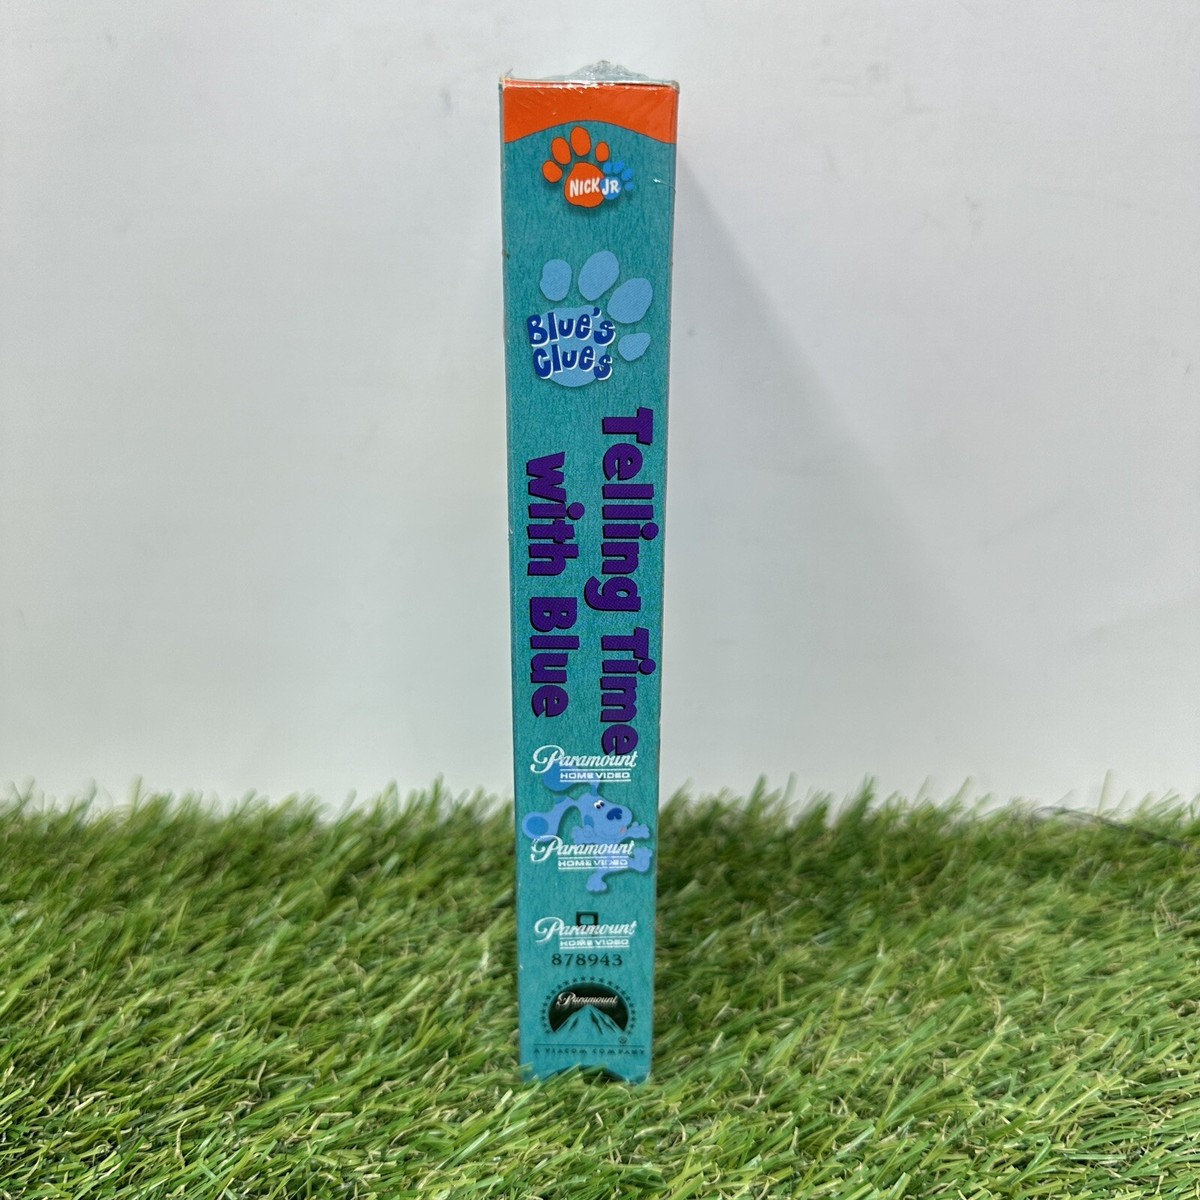 NICK JR
Blue's
Clues
Telling Time
with Blue
Paramount
HOME VIDEO
Paramount
HOME VIDEO
Paramount
HOME VIDEO
878943
Paramount
®
A VIACOM COMPANY